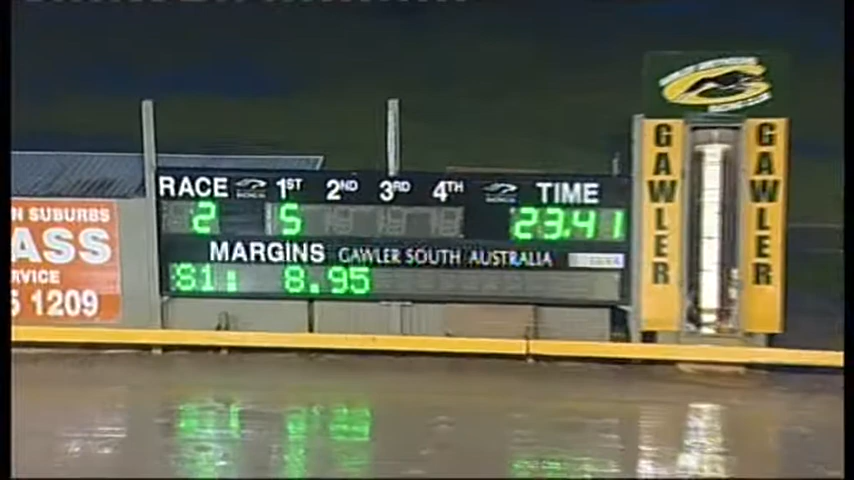 RACE 1ST 2ND 3RD 4TH TIME
2 5 23.41
MARGINS GAWLER SOUTH AUSTRALIA
S1: 8.95
N SUBURBS
ASS
RVICE
5 1209
GAWLER
GAWLER